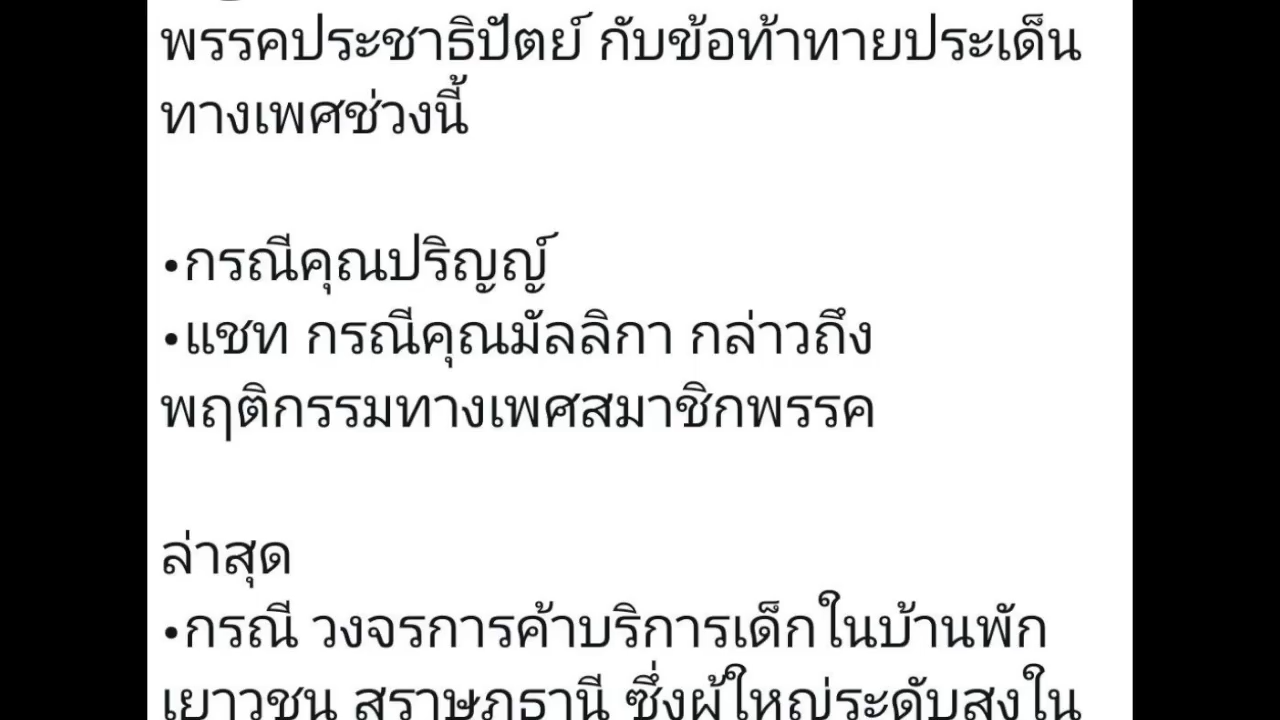 พรรคประชาธิปัตย์ กับข้อท้าทายประเด็น
ทางเพศช่วงนี้
•กรณีคุณปริญญ์
•แชท กรณีคุณมัลลิกา กล่าวถึง
พฤติกรรมทางเพศสมาชิกพรรค
ล่าสุด
•กรณี วงจรการค้าบริการเด็กในบ้านพัก
เยาวชน สุราษฎธานี ซึ่งผู้ใหญ่ระดับสูงใน